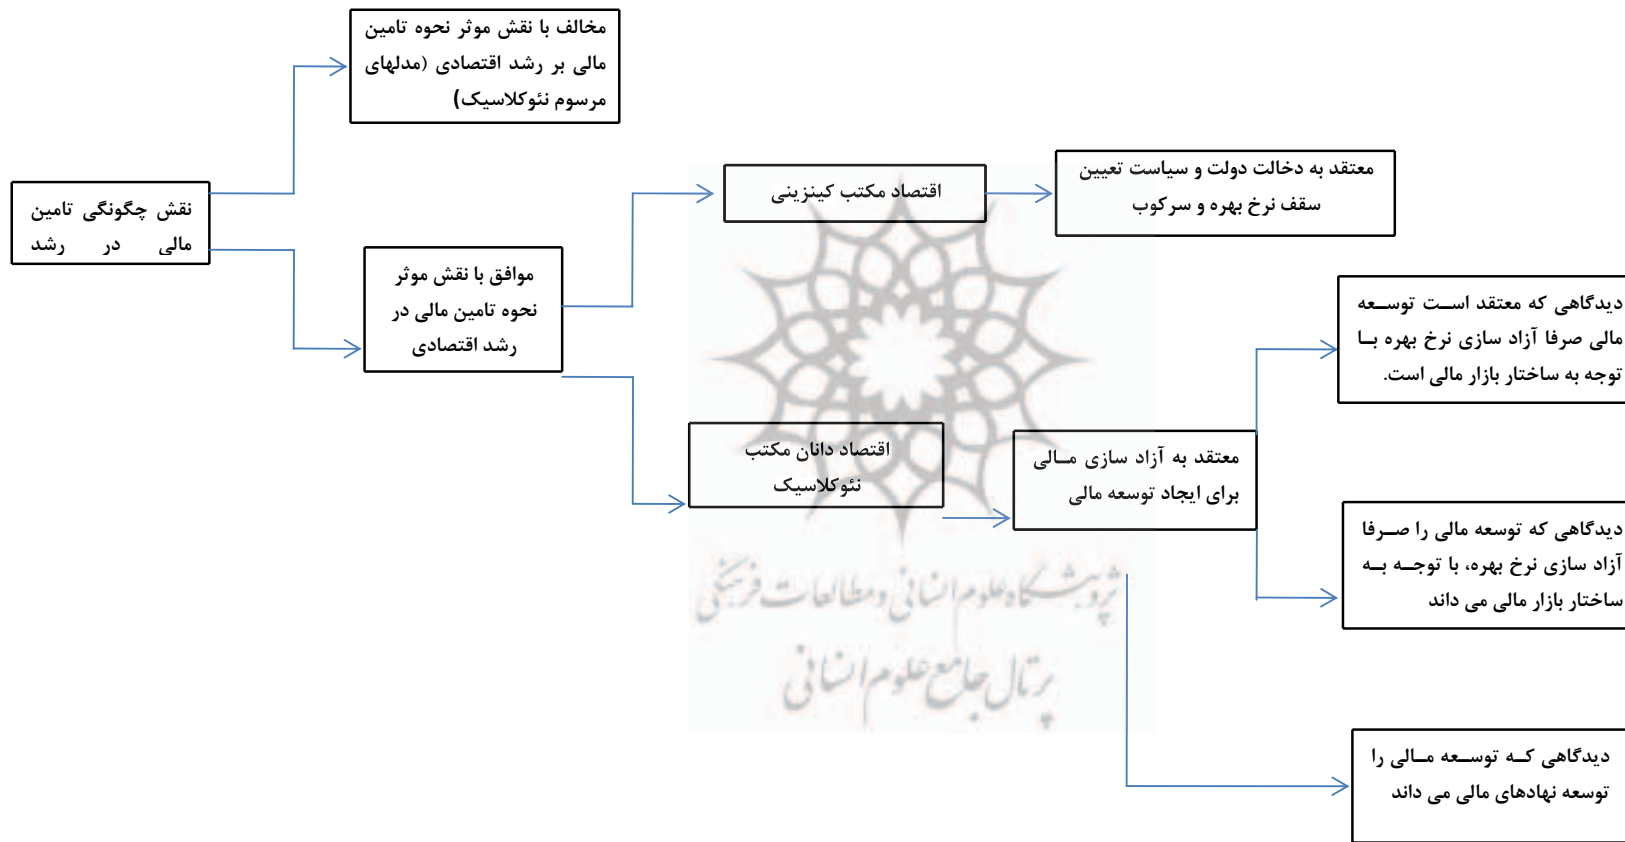 مخالف با نقش موثر نحوه تامین
مالی بر رشد اقتصادی (مدلهای
مرسوم نئوکلاسیک)
نقش چگونگی تامین
مالی در رشد
موافق با نقش موثر
نحوه تامین مالی در
رشد اقتصادی
اقتصاد مکتب کینزینی
معتقد به دخالت دولت و سیاست تعیین
سقف نرخ بهره و سرکوب
اقتصاد دانان مکتب
نئوکلاسیک
معتقد به آزاد سازی مالی
برای ایجاد توسعه مالی
دیدگاهی که معتقد است توسعه
مالی صرفا آزاد سازی نرخ بهره با
توجه به ساختار بازار مالی است.
دیدگاهی که توسعه مالی را صرفا
آزاد سازی نرخ بهره، با توجه به
ساختار بازار مالی می داند
دیدگاهی که توسعه مالی را
توسعه نهادهای مالی می داند
پژوهشگاه علوم انسانی و مطالعات فرهنگی
پرتال جامع علوم انسانی